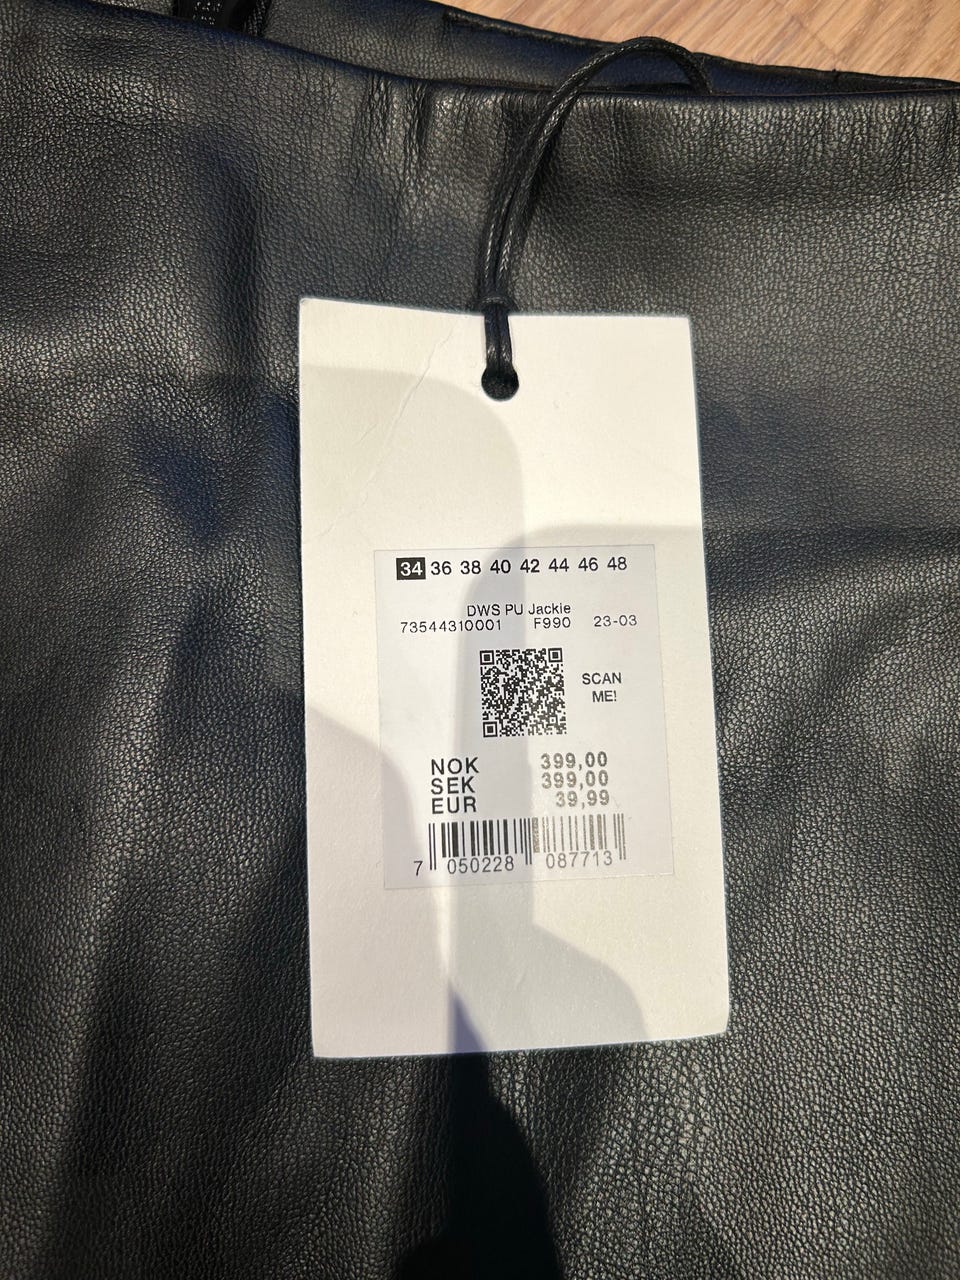 34 36 38 40 42 44 46 48
DWS PU Jackie
73544310001 F990 23-03
SCAN
ME!
NOK 399,00
SEK 399,00
EUR 39,99
7 050228 087713